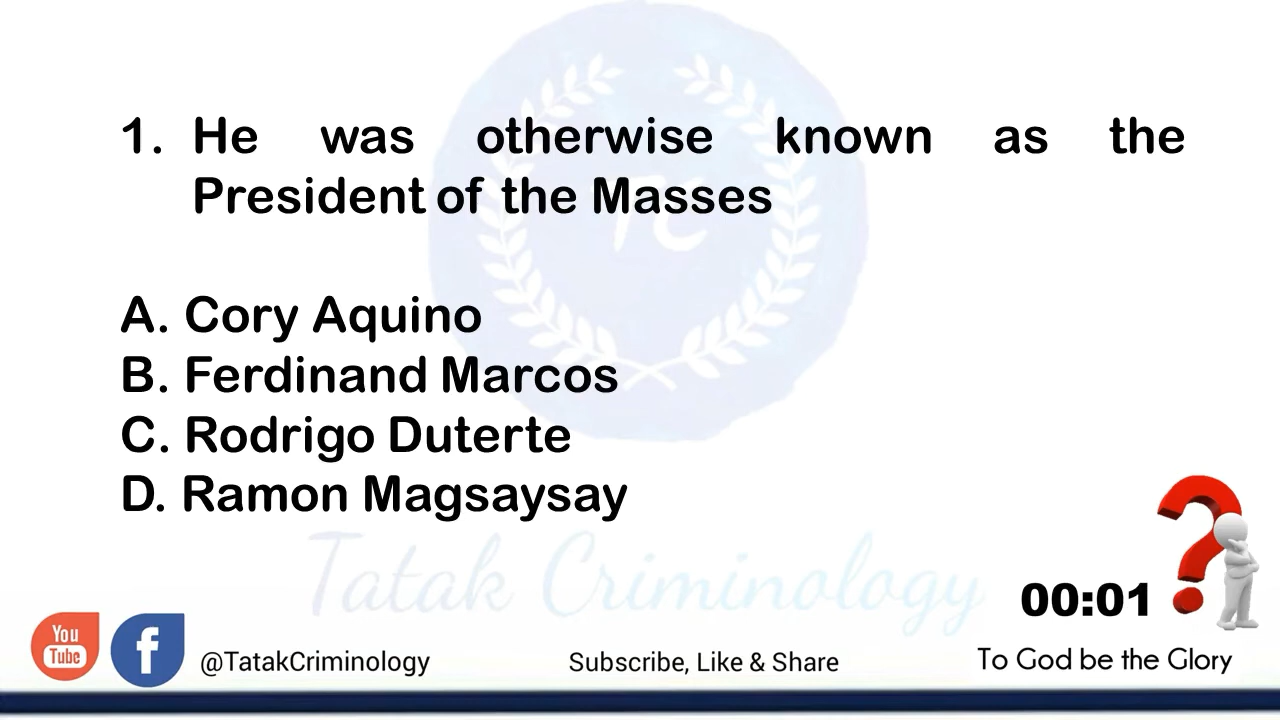 1. He was otherwise known as the
President of the Masses
TC
A. Cory Aquino
B. Ferdinand Marcos
C. Rodrigo Duterte
D. Ramon Magsaysay
Tatak Criminology
00:01
You
Tube
f
@TatakCriminology
Subscribe, Like & Share
To God be the Glory